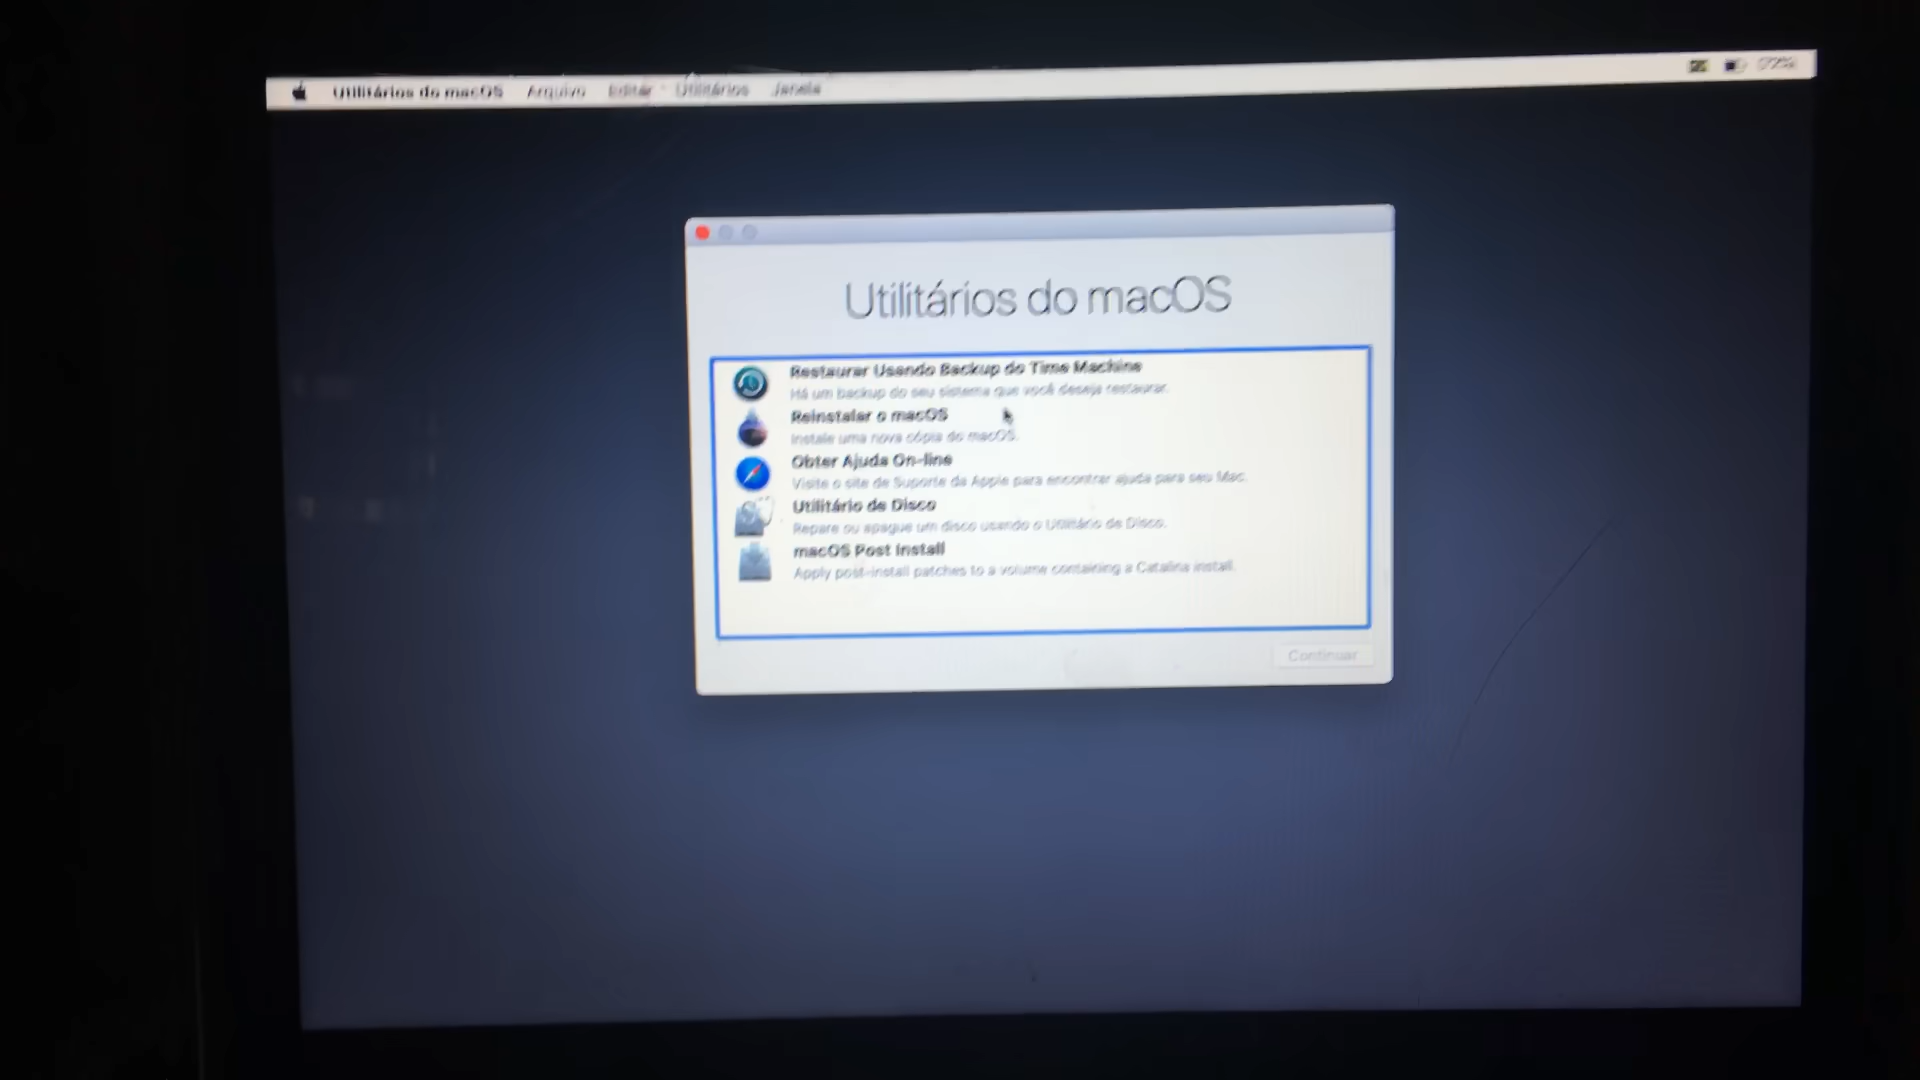 Utilitários do macOS Arquivo Editar Utilitários Janela
Utilitários do macOS
Restaurar Usando Backup do Time Machine
Há um backup do seu sistema que você deseja restaurar.
Reinstalar o macOS
Instale uma nova cópia do macOS.
Obter Ajuda On-line
Visite o site de Suporte da Apple para encontrar ajuda para seu Mac.
Utilitário de Disco
Repare ou apague um disco usando o Utilitário de Disco.
macOS Post Install
Apply post-install patches to a volume containing a Catalina install.
Continuar